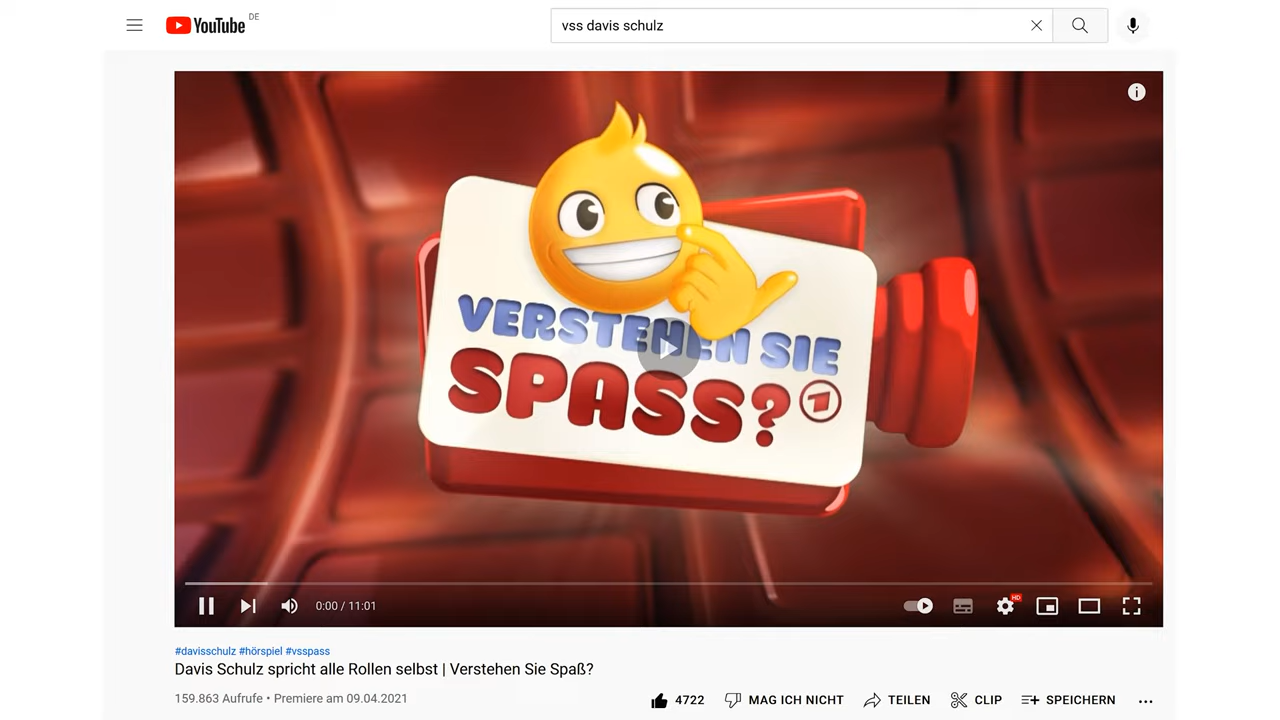 YouTube DE
vss davis schulz
i
VERSTEHEN SIE
SPASS? 1
HD
0:00 / 11:01
#davisschulz #hörspiel #vsspass
Davis Schulz spricht alle Rollen selbst | Verstehen Sie Spaß?
159.863 Aufrufe • Premiere am 09.04.2021
4722 MAG ICH NICHT TEILEN CLIP SPEICHERN ...